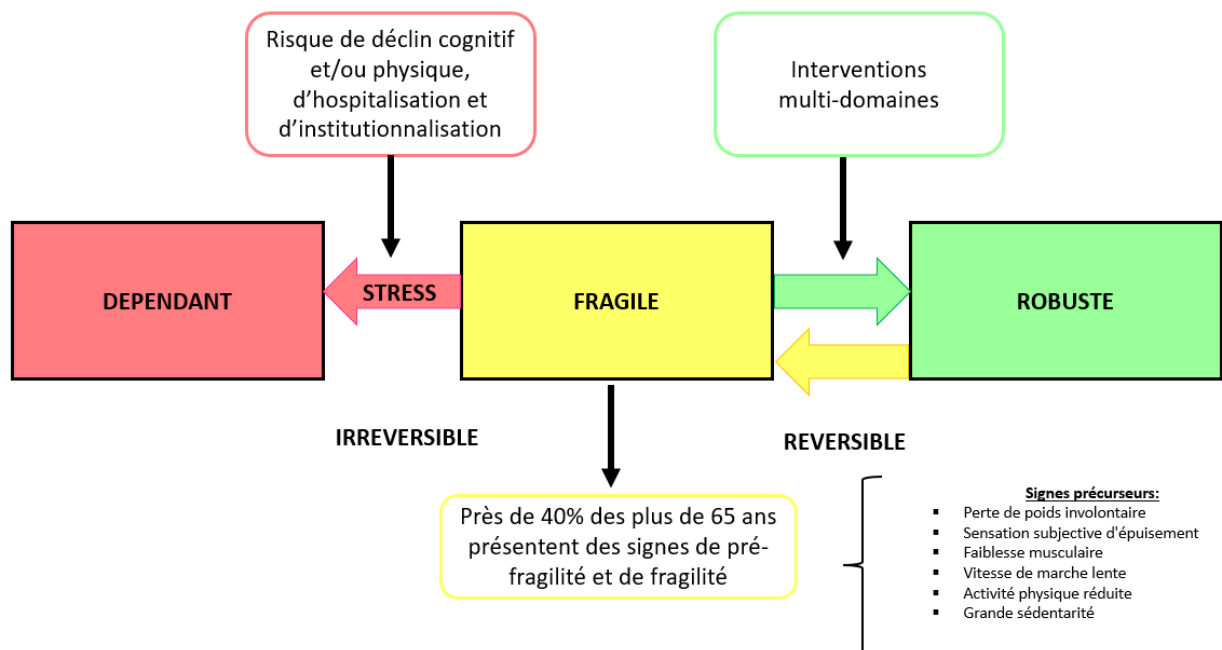 Risque de déclin cognitif
et/ou physique,
d’hospitalisation et
d’institutionnalisation
Interventions
multi-domaines
DEPENDANT
STRESS
FRAGILE
ROBUSTE
IRREVERSIBLE
REVERSIBLE
Près de 40% des plus de 65 ans
présentent des signes de pré-
fragilité et de fragilité
Signes précurseurs:
▪ Perte de poids involontaire
▪ Sensation subjective d'épuisement
▪ Faiblesse musculaire
▪ Vitesse de marche lente
▪ Activité physique réduite
▪ Grande sédentarité